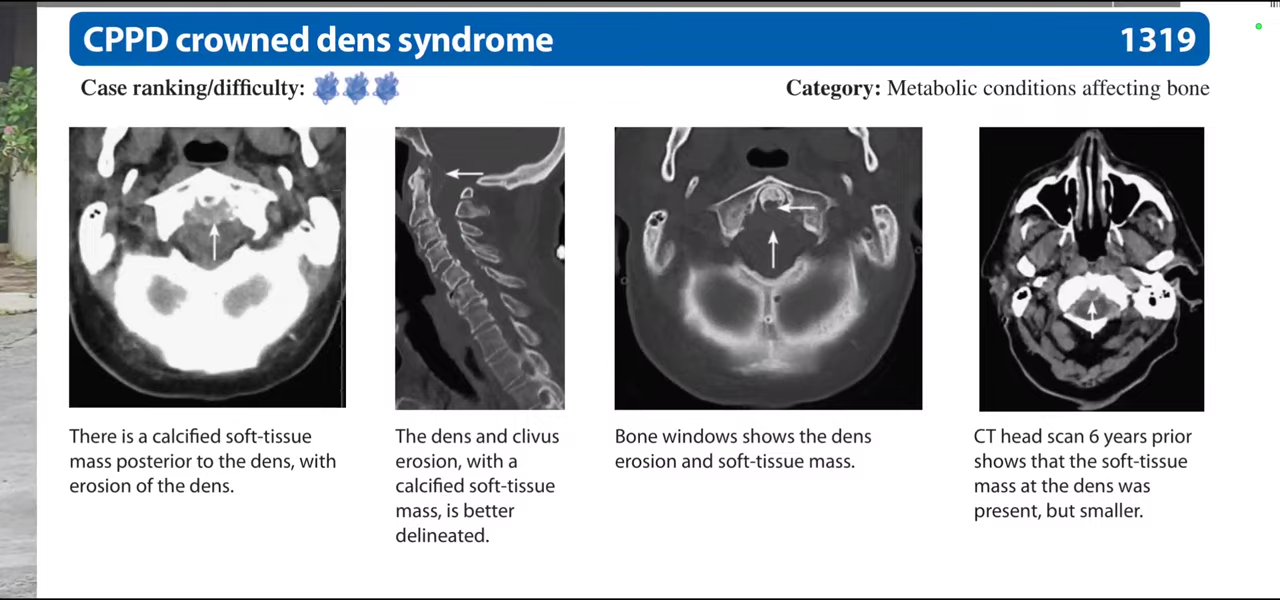 CPPD crowned dens syndrome 1319
Case ranking/difficulty: Category: Metabolic conditions affecting bone
There is a calcified soft-tissue
mass posterior to the dens, with
erosion of the dens.
The dens and clivus
erosion, with a
calcified soft-tissue
mass, is better
delineated.
Bone windows shows the dens
erosion and soft-tissue mass.
CT head scan 6 years prior
shows that the soft-tissue
mass at the dens was
present, but smaller.